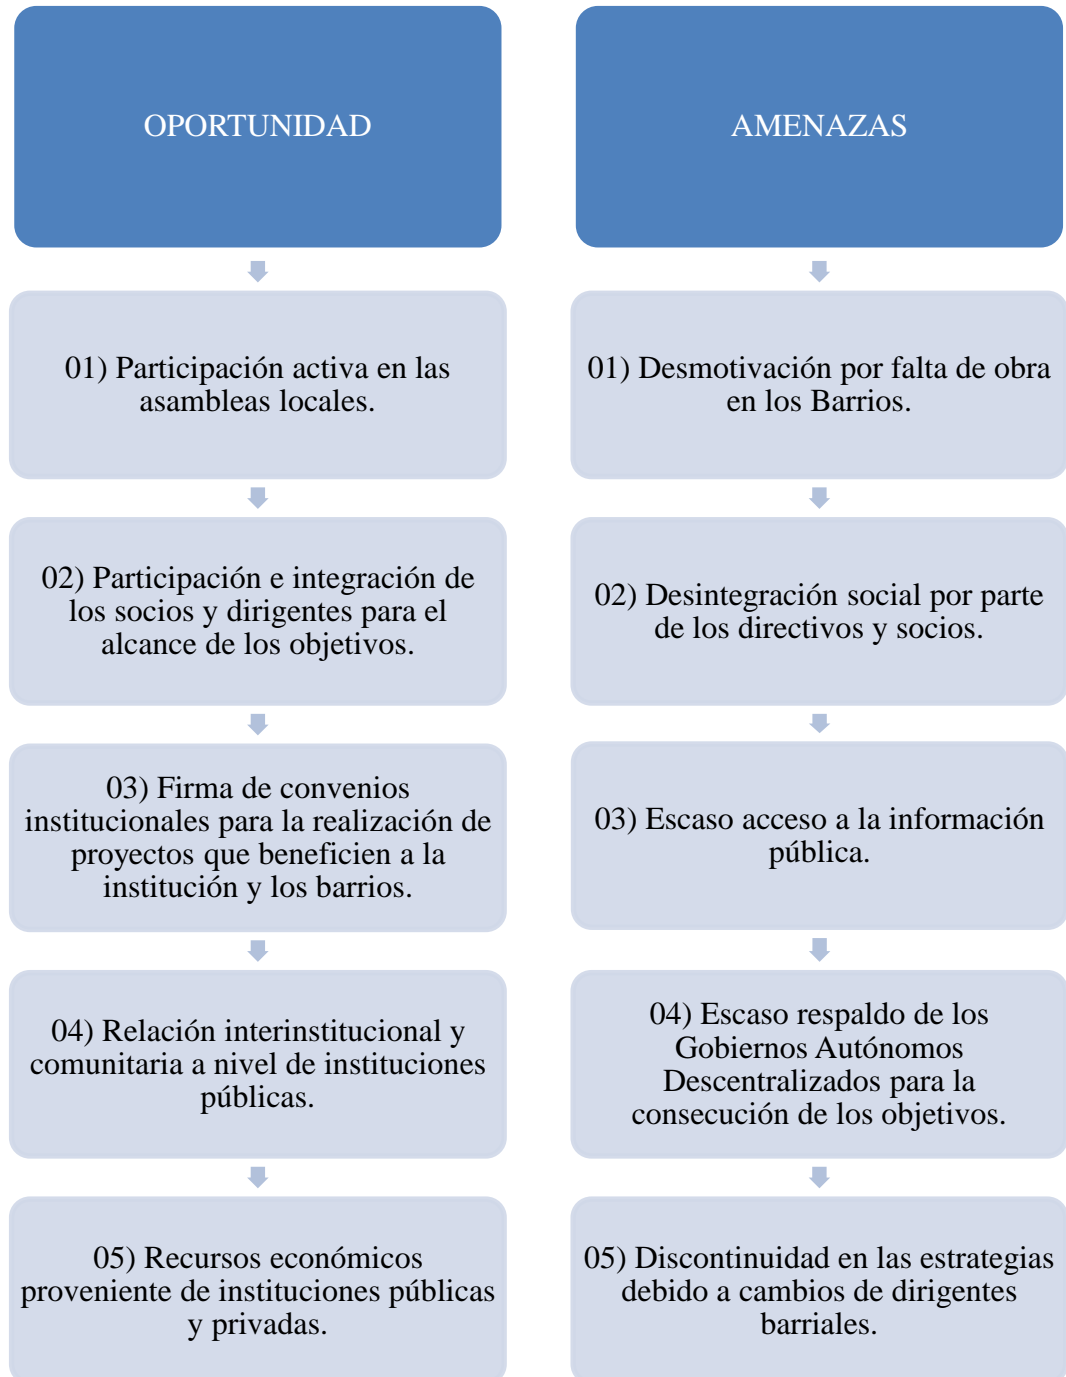 OPORTUNIDAD
01) Participación activa en las
asambleas locales.
02) Participación e integración de
los socios y dirigentes para el
alcance de los objetivos.
03) Firma de convenios
institucionales para la realización de
proyectos que beneficien a la
institución y los barrios.
04) Relación interinstitucional y
comunitaria a nivel de instituciones
públicas.
05) Recursos económicos
proveniente de instituciones públicas
y privadas.
AMENAZAS
01) Desmotivación por falta de obra
en los Barrios.
02) Desintegración social por parte
de los directivos y socios.
03) Escaso acceso a la información
pública.
04) Escaso respaldo de los
Gobiernos Autónomos
Descentralizados para la
consecución de los objetivos.
05) Discontinuidad en las estrategias
debido a cambios de dirigentes
barriales.